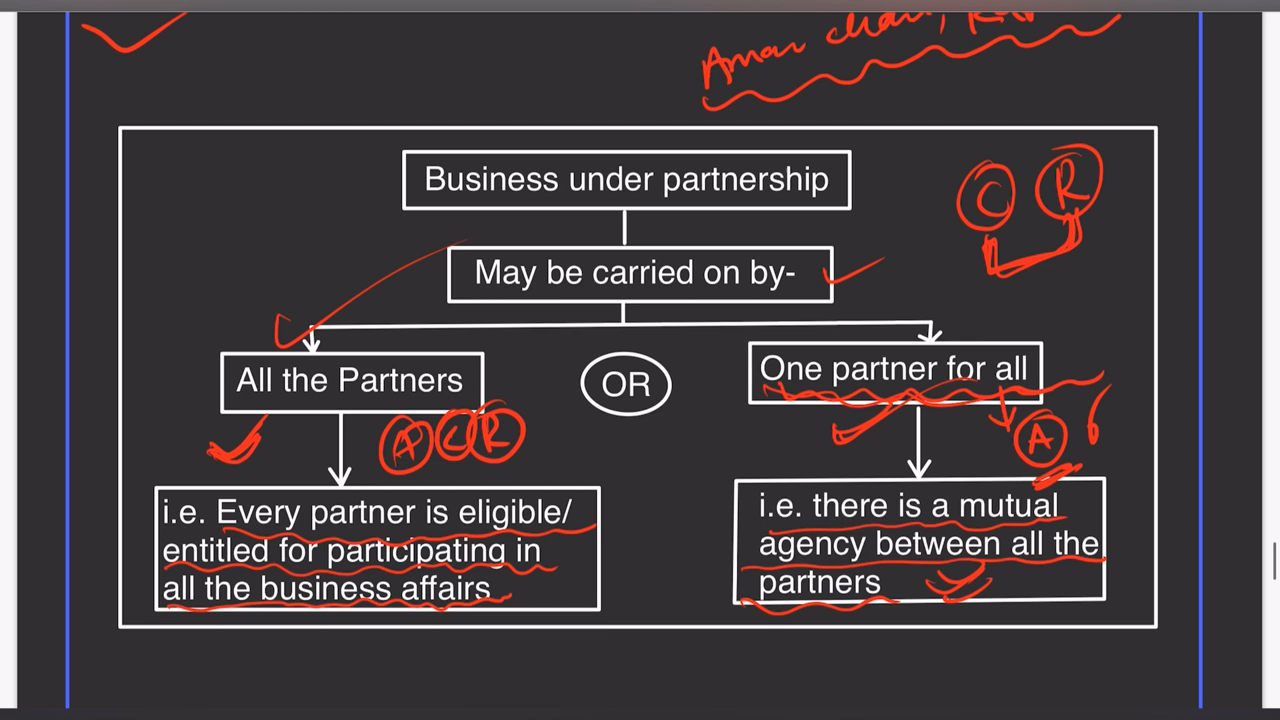 Aman
Business under partnership
C R
May be carried on by-
All the Partners
OR
One partner for all
A C R
A
i.e. Every partner is eligible/
entitled for participating in
all the business affairs
i.e. there is a mutual
agency between all the
partners